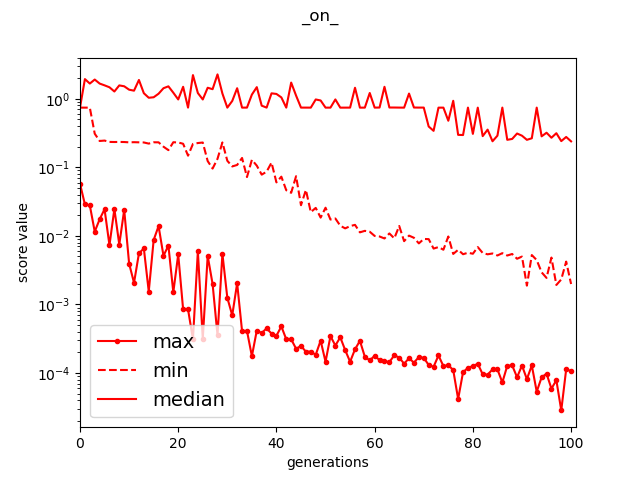 _on_
score value
10⁰
10⁻¹
10⁻²
10⁻³
10⁻⁴
max
min
median
0 20 40 60 80 100
generations